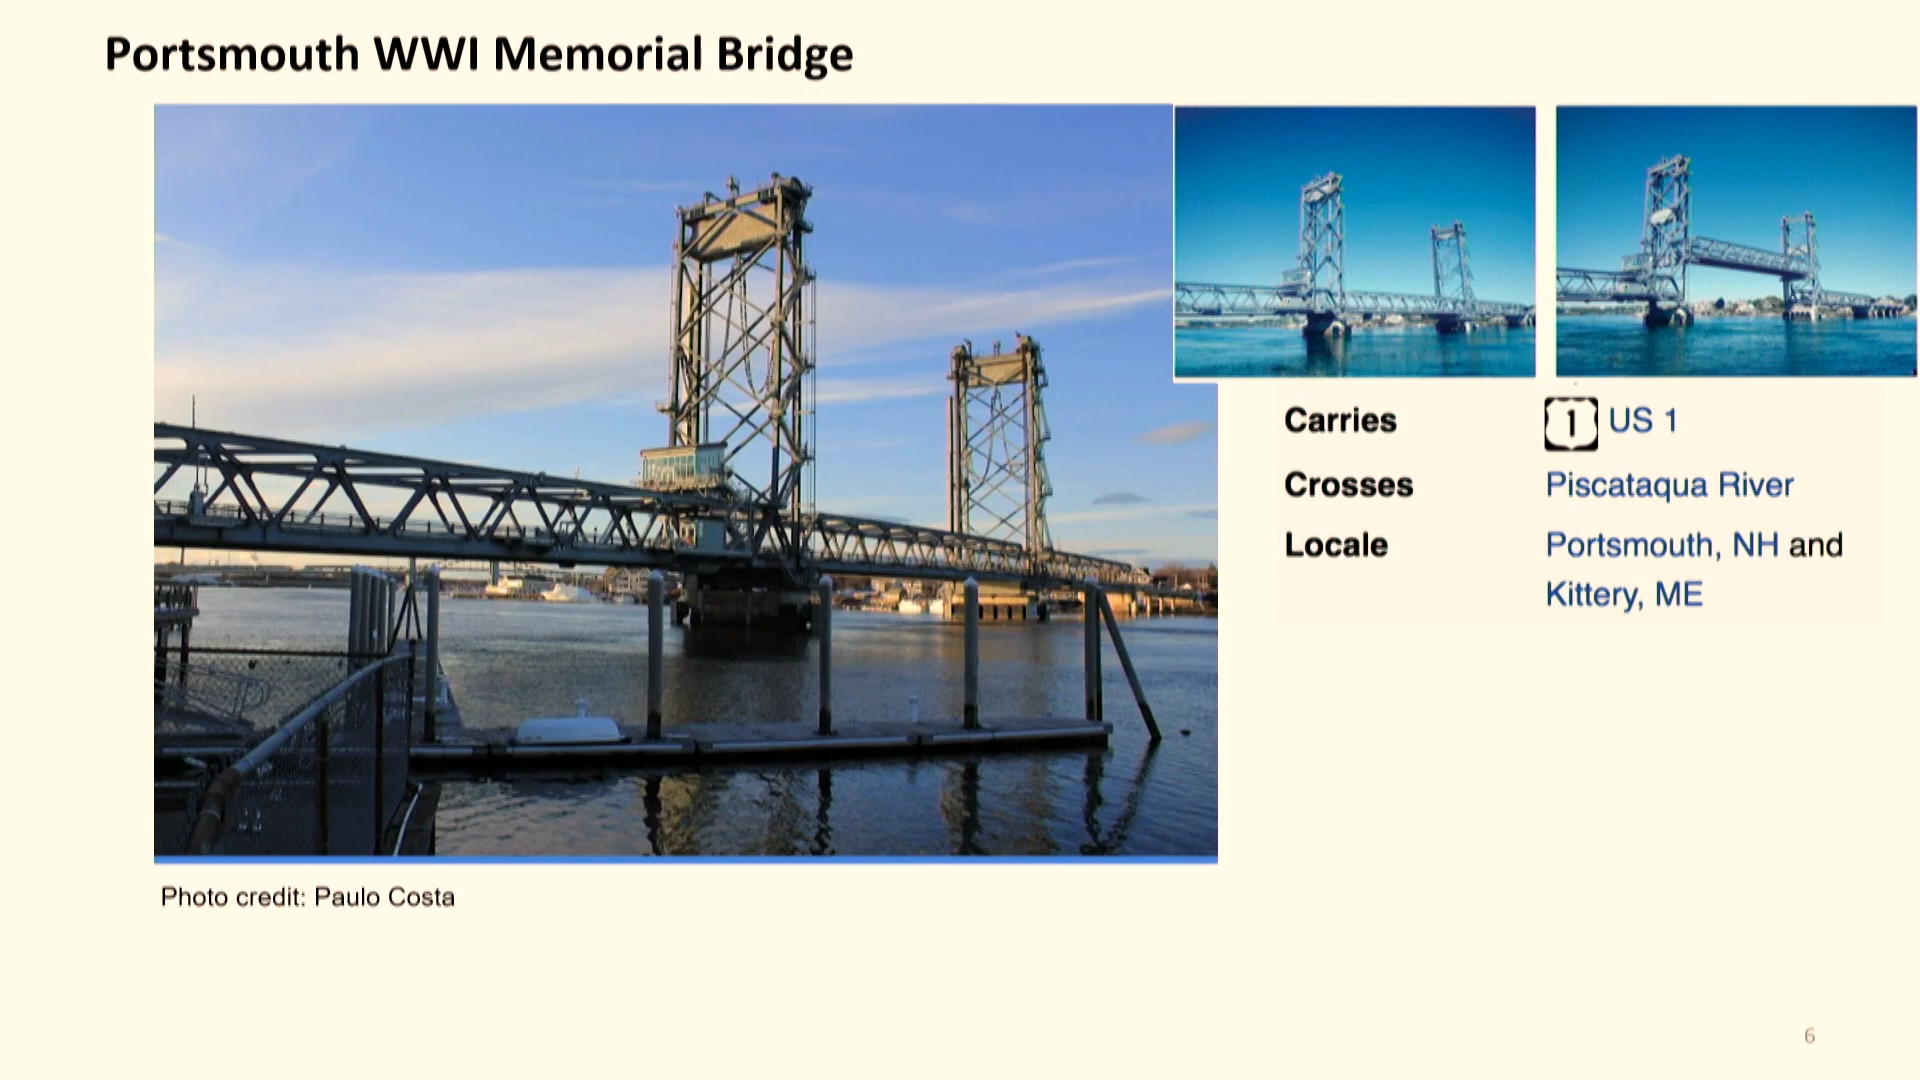 Portsmouth WWI Memorial Bridge
Carries 1 US 1
Crosses Piscataqua River
Locale Portsmouth, NH and
Kittery, ME
Photo credit: Paulo Costa
6